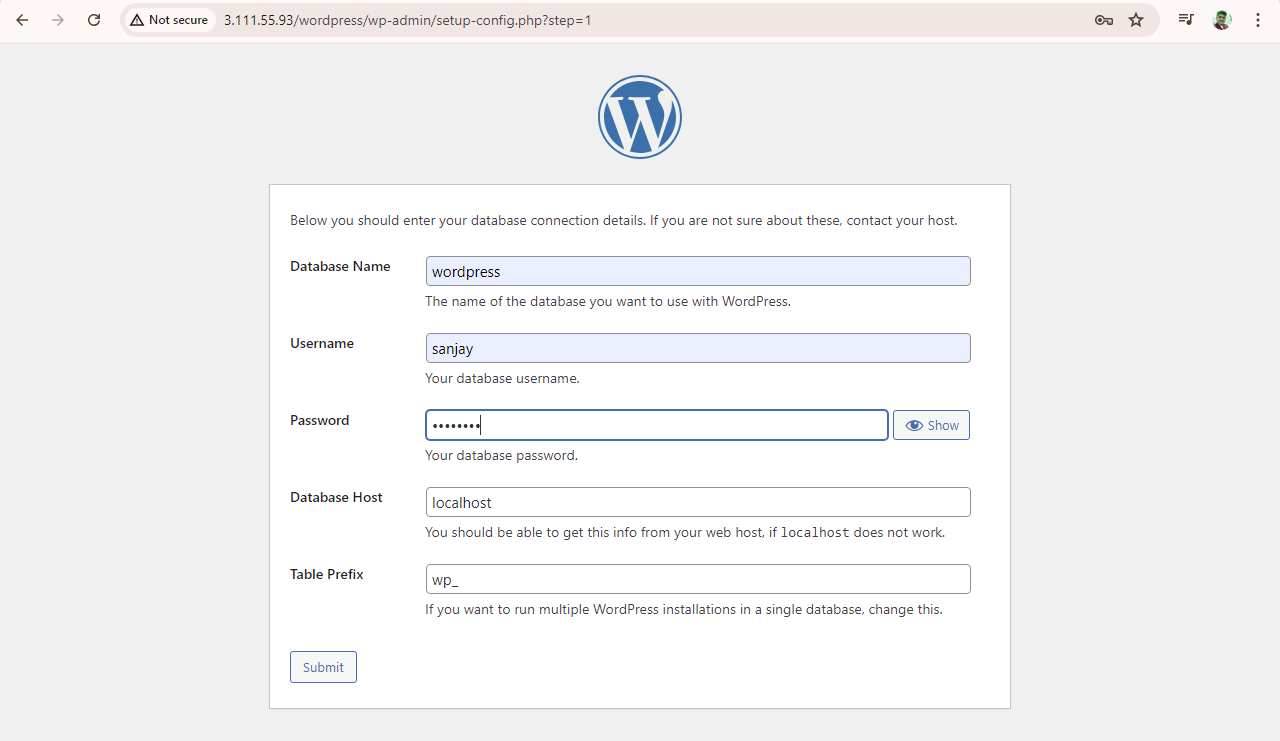 Not secure 3.111.55.93/wordpress/wp-admin/setup-config.php?step=1
W
Below you should enter your database connection details. If you are not sure about these, contact your host.
Database Name wordpress
The name of the database you want to use with WordPress.
Username sanjay
Your database username.
Password •••••••• Show
Your database password.
Database Host localhost
You should be able to get this info from your web host, if localhost does not work.
Table Prefix wp_
If you want to run multiple WordPress installations in a single database, change this.
Submit